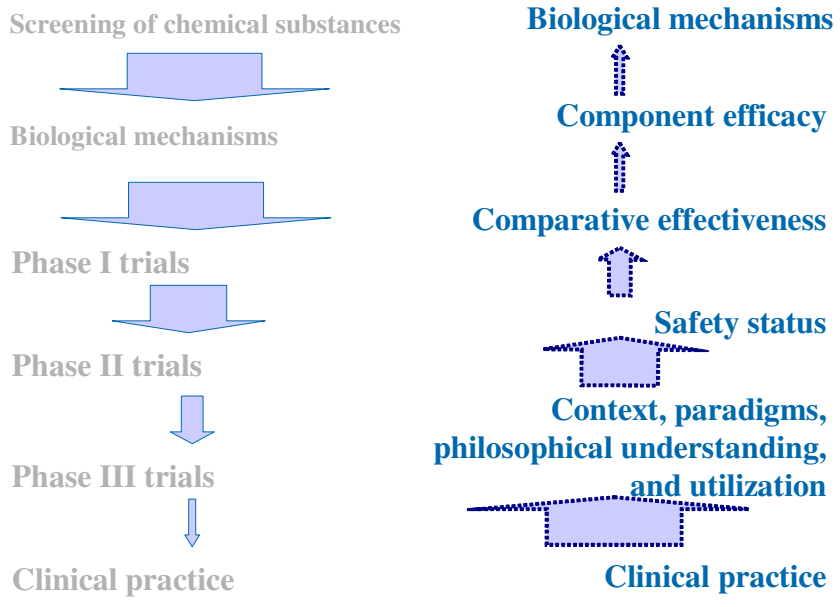 Screening of chemical substances
Biological mechanisms
Phase I trials
Phase II trials
Phase III trials
Clinical practice
Biological mechanisms
Component efficacy
Comparative effectiveness
Safety status
Context, paradigms,
philosophical understanding,
and utilization
Clinical practice